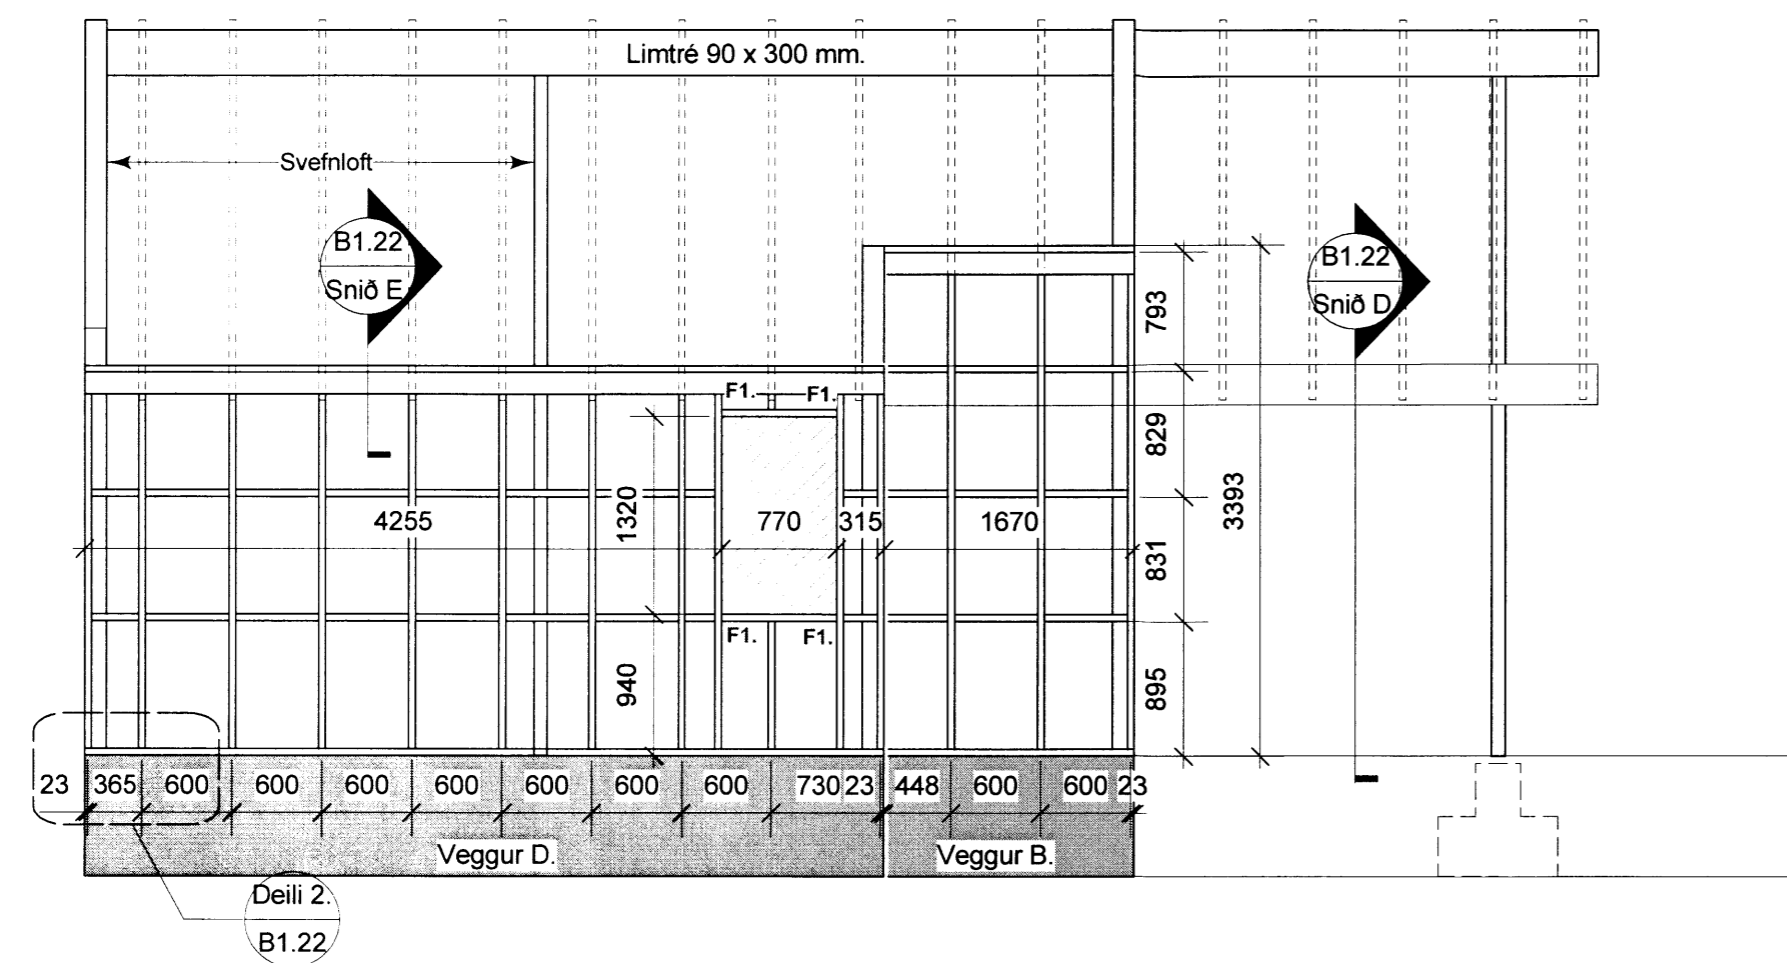 Limtré 90 x 300 mm.
Svefnloft
B1.22
Snið E
B1.22
Snið D
793
F1.
F1.
829
3393
1320
4255
770
315
1670
831
F1.
F1.
940
895
23
365
600
600
600
600
600
600
600
730
23
448
600
600
23
Veggur D.
Veggur B.
Deili 2.
B1.22